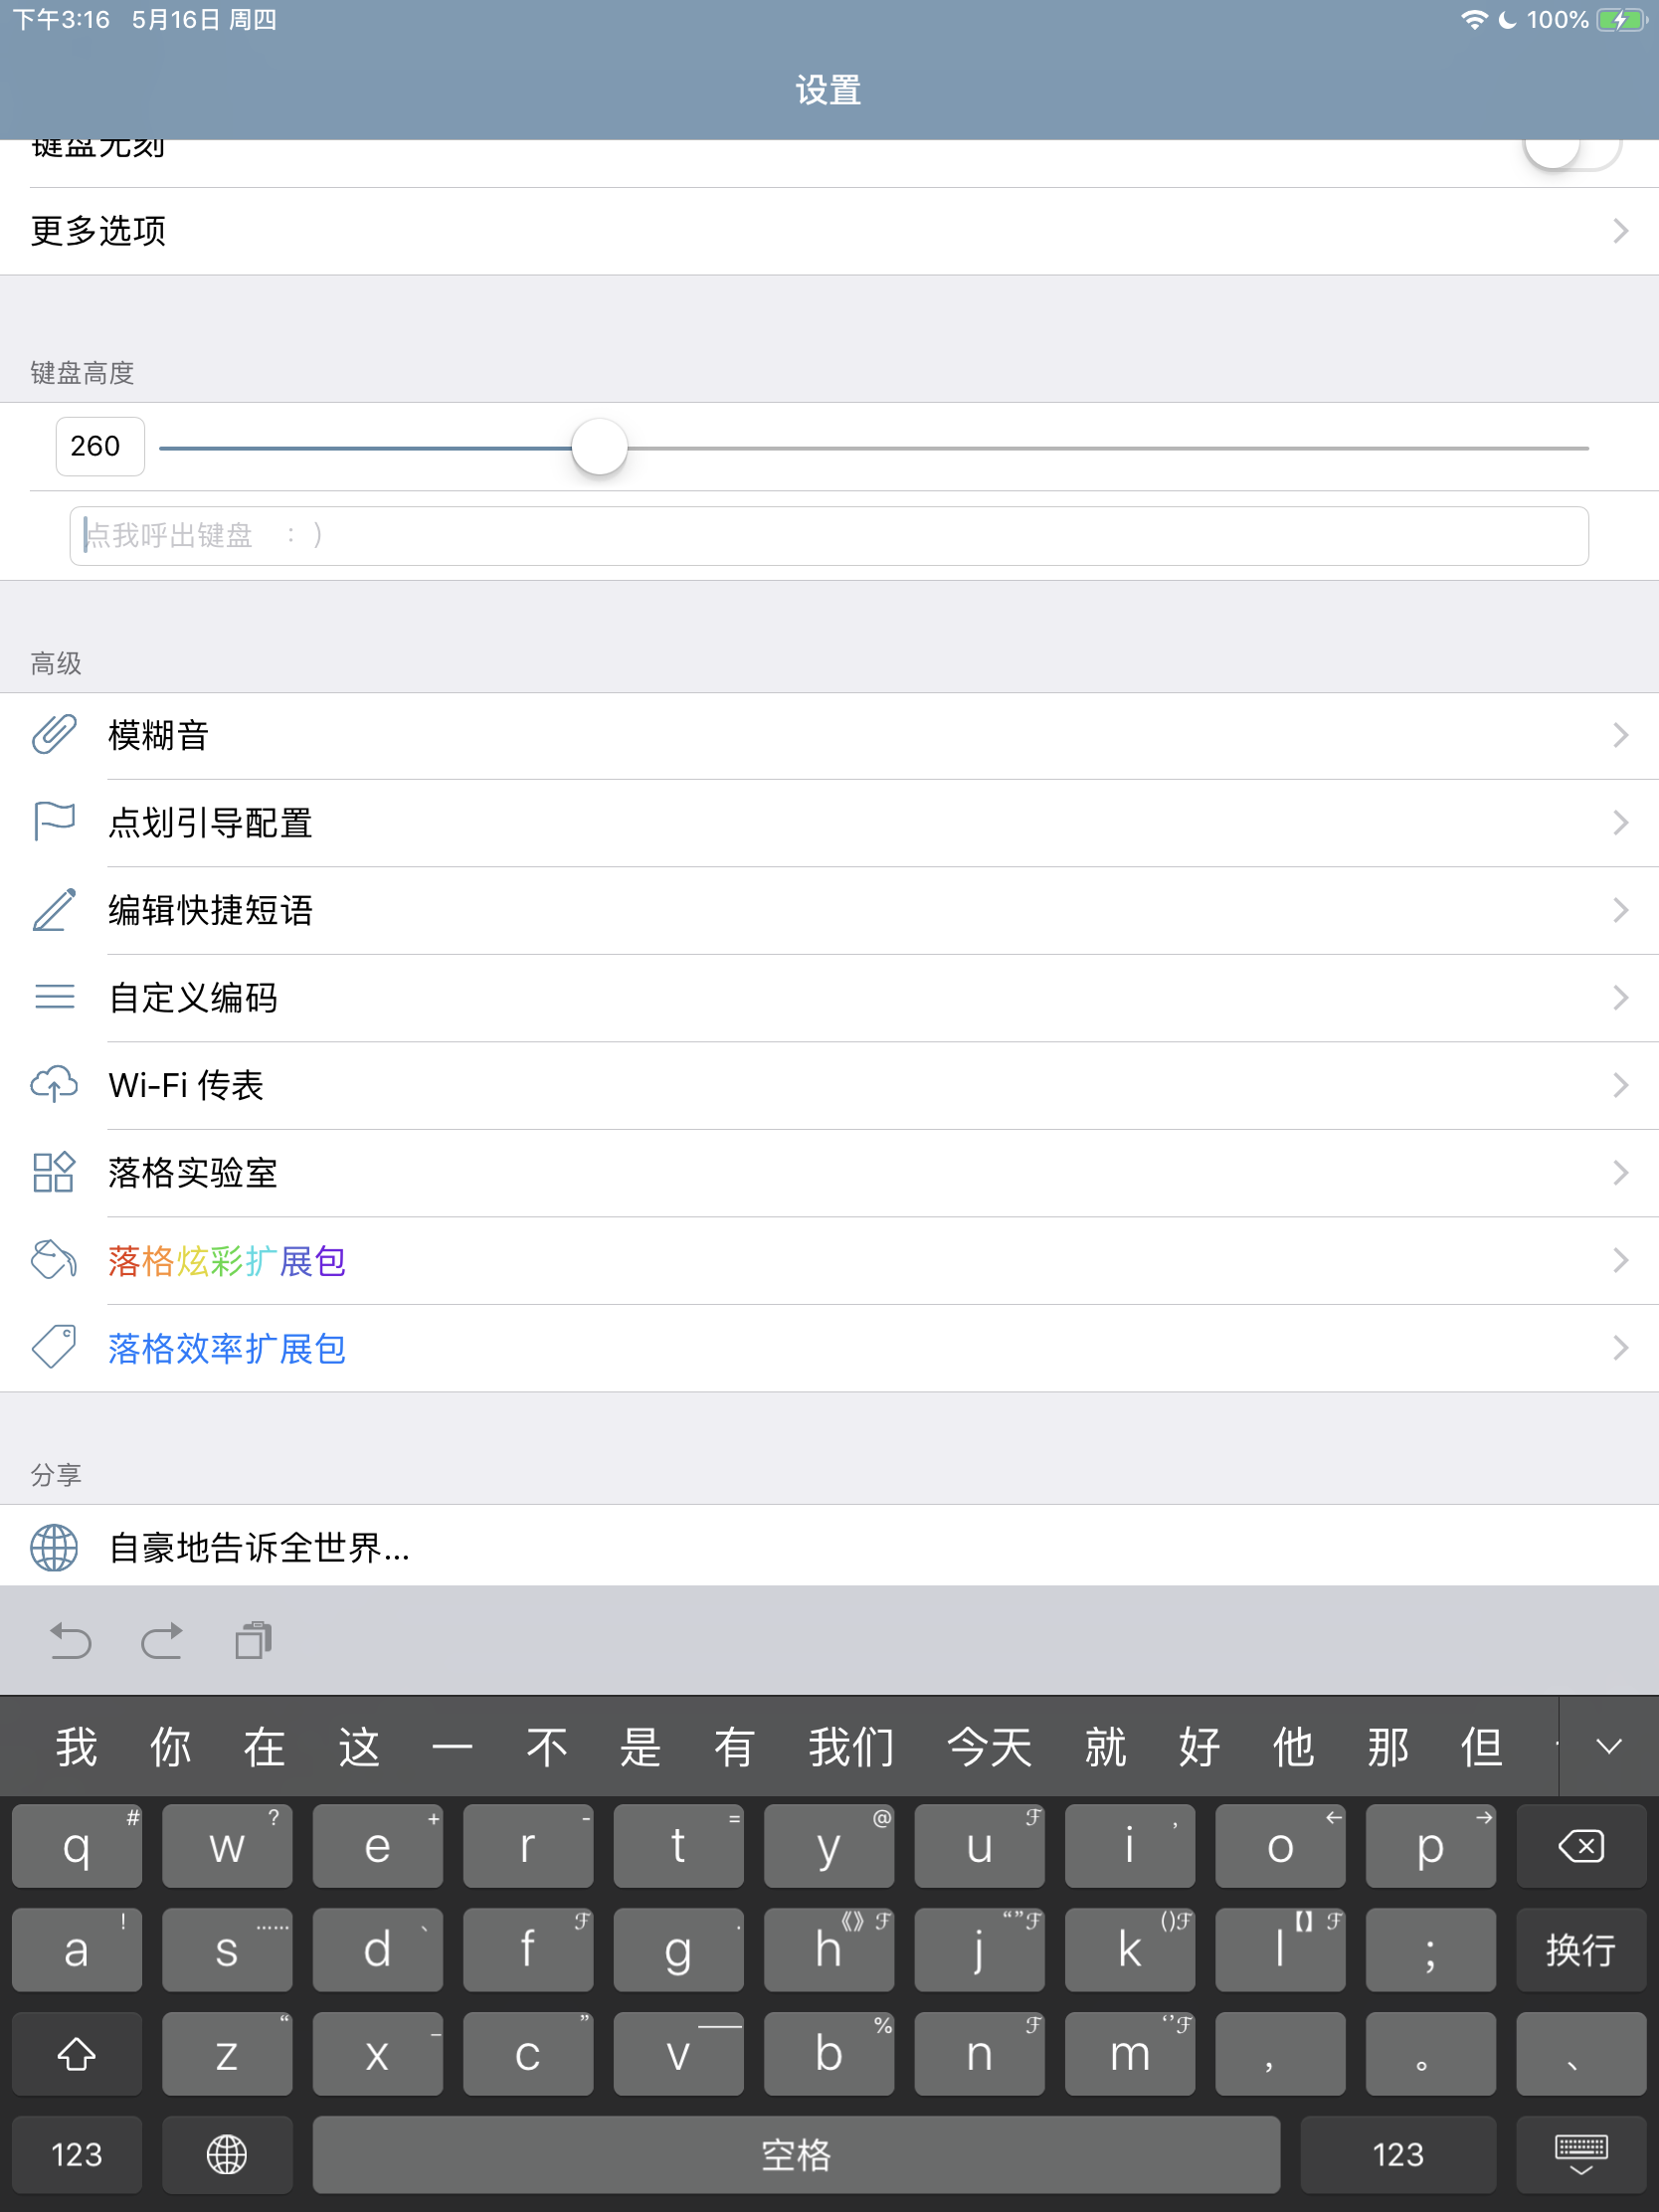 下午3:16 5月16日 周四
100%
设置
键盘光刻
更多选项
键盘高度
260
点我呼出键盘 ：)
高级
模糊音
点划引导配置
编辑快捷短语
自定义编码
Wi-Fi 传表
落格实验室
落格炫彩扩展包
落格效率扩展包
分享
自豪地告诉全世界...
我 你 在 这 一 不 是 有 我们 今天 就 好 他 那 但
# ? + - = @ ℱ ' ← →
q w e r t y u i o p
! …… 、 ℱ . 《》ℱ “”ℱ ()ℱ 【】ℱ
a s d f g h j k l ; 换行
“ _ ” —— % ℱ ‘’ℱ
z x c v b n m ， 。 、
123 空格 123